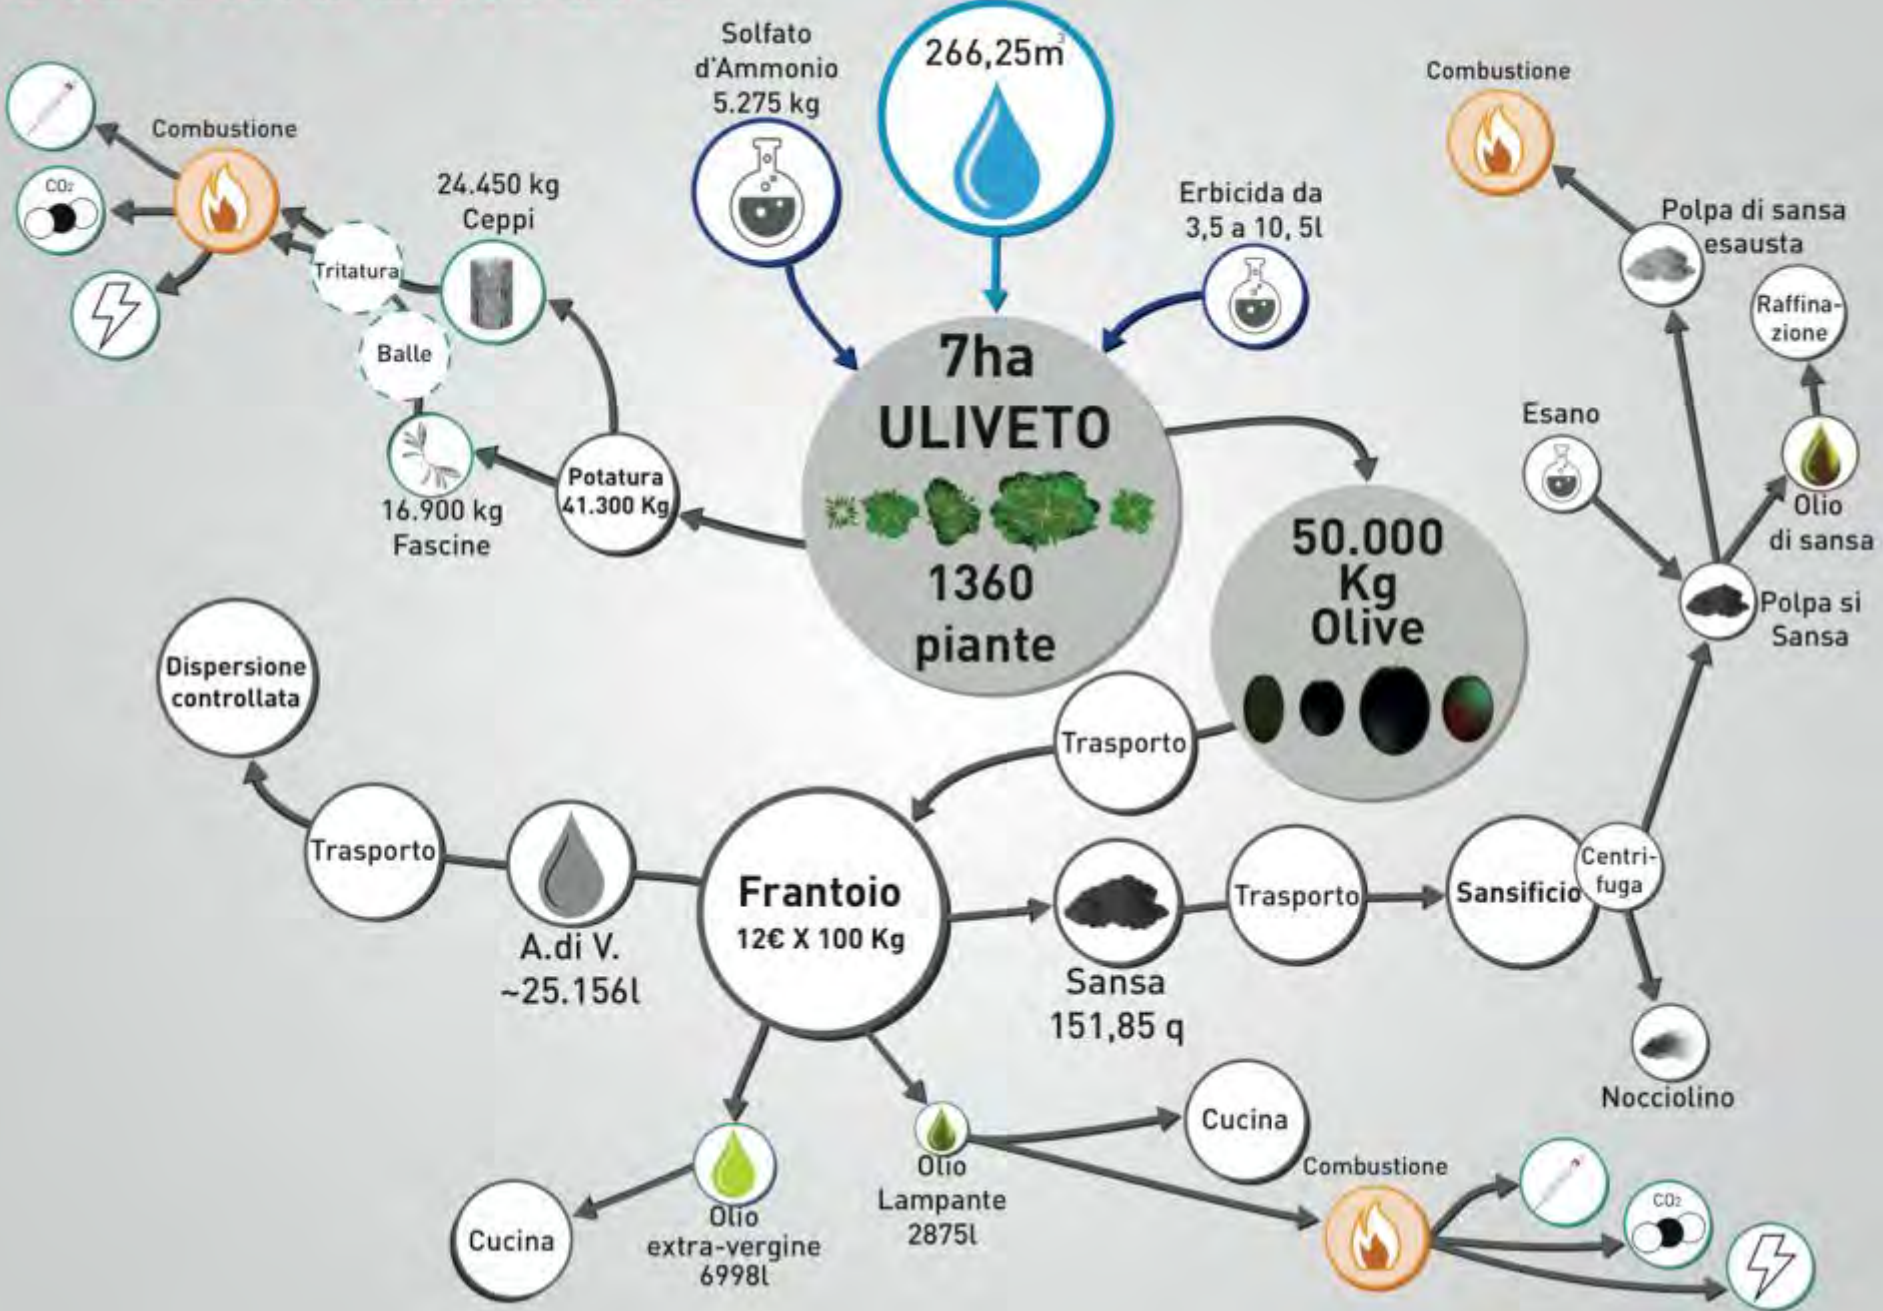 Solfato
d'Ammonio
5.275 kg
266,25m³
Combustione
Combustione
CO₂
24.450 kg
Ceppi
Erbicida da
3,5 a 10, 5l
Polpa di sansa
esausta
Tritatura
Balle
Raffina-
zione
7ha
ULIVETO
1360
piante
Esano
Olio
di sansa
Potatura
41.300 Kg
16.900 kg
Fascine
50.000
Kg
Olive
Polpa si
Sansa
Dispersione
controllata
Trasporto
Trasporto
A.di V.
~25.156l
Frantoio
12€ X 100 Kg
Sansa
151,85 q
Trasporto
Sansificio
Centri-
fuga
Nocciolino
Cucina
Olio
extra-vergine
6998l
Olio
Lampante
2875l
Cucina
Combustione
CO₂